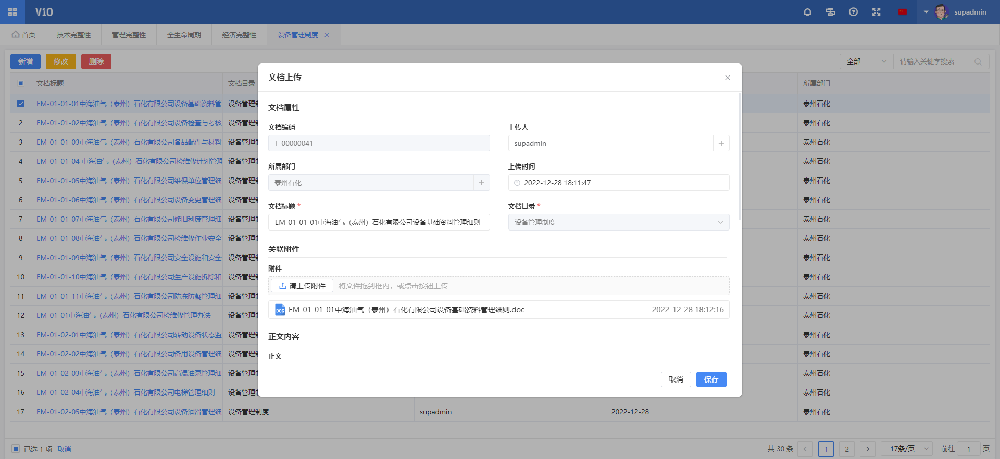 V10
supadmin
首页
技术完整性
管理完整性
全生命周期
经济完整性
设备管理制度
新增
修改
删除
全部
请输入关键字搜索
文档标题
文档目录
所属部门
EM-01-01-01中海油气（泰州）石化有限公司设备基础资料管
设备管理
泰州石化
2
EM-01-01-02中海油气（泰州）石化有限公司设备检查与考核
设备管理
泰州石化
3
EM-01-01-03中海油气（泰州）石化有限公司备品配件与材料
设备管理
泰州石化
4
EM-01-01-04 中海油气（泰州）石化有限公司检维修计划管理
设备管理
泰州石化
5
EM-01-01-05中海油气（泰州）石化有限公司维保单位管理细
设备管理
泰州石化
6
EM-01-01-06中海油气（泰州）石化有限公司设备变更管理细
设备管理
泰州石化
7
EM-01-01-07中海油气（泰州）石化有限公司修旧利废管理细
设备管理
泰州石化
8
EM-01-01-08中海油气（泰州）石化有限公司检维修作业安全
设备管理
泰州石化
9
EM-01-01-09中海油气（泰州）石化有限公司安全设施和安全
设备管理
泰州石化
10
EM-01-01-10中海油气（泰州）石化有限公司生产设施拆除和
设备管理
泰州石化
11
EM-01-01-11中海油气（泰州）石化有限公司防冻防凝管理细
设备管理
泰州石化
12
EM-01-01中海油气（泰州）石化有限公司检维修管理办法
设备管理
泰州石化
13
EM-01-02-01中海油气（泰州）石化有限公司转动设备状态监
设备管理
泰州石化
14
EM-01-02-02中海油气（泰州）石化有限公司备用设备管理细
设备管理
泰州石化
15
EM-01-02-03中海油气（泰州）石化有限公司高温油泵管理细
设备管理
泰州石化
16
EM-01-02-04中海油气（泰州）石化有限公司电梯管理细则
设备管理
泰州石化
17
EM-01-02-05中海油气（泰州）石化有限公司设备润滑管理细
设备管理制度
supadmin
2022-12-28
泰州石化
已选 1 项 取消
共 30 条
1
2
17条/页
前往
1
页
文档上传
文档属性
文档编码
上传人
F-00000041
supadmin
所属部门
上传时间
泰州石化
2022-12-28 18:11:47
文档标题 *
文档目录 *
EM-01-01-01中海油气（泰州）石化有限公司设备基础资料管理细则
设备管理制度
关联附件
附件
请上传附件
将文件拖到框内，或点击按钮上传
DOC
EM-01-01-01中海油气（泰州）石化有限公司设备基础资料管理细则.doc
2022-12-28 18:12:16
正文内容
正文
取消
保存